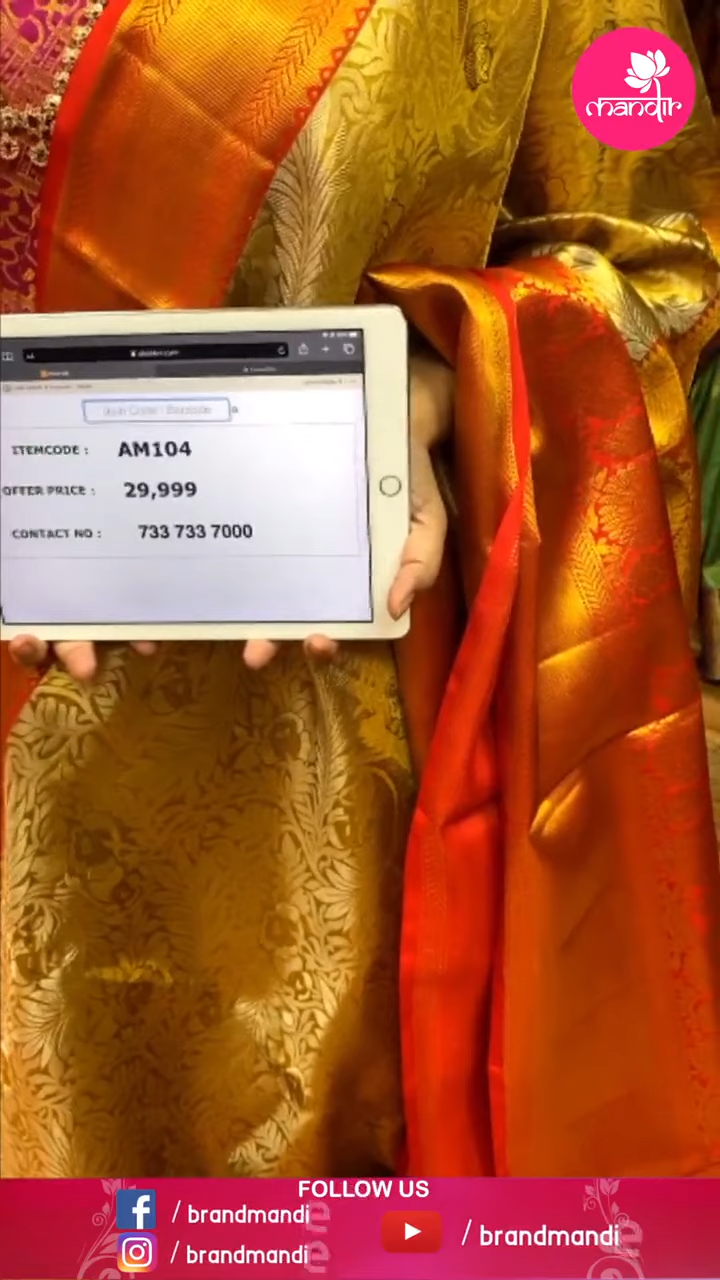 mandir
ITEMCODE : AM104
OFFER PRICE : 29,999
CONTACT NO : 733 733 7000
FOLLOW US
/ brandmandi
/ brandmandi
/ brandmandi